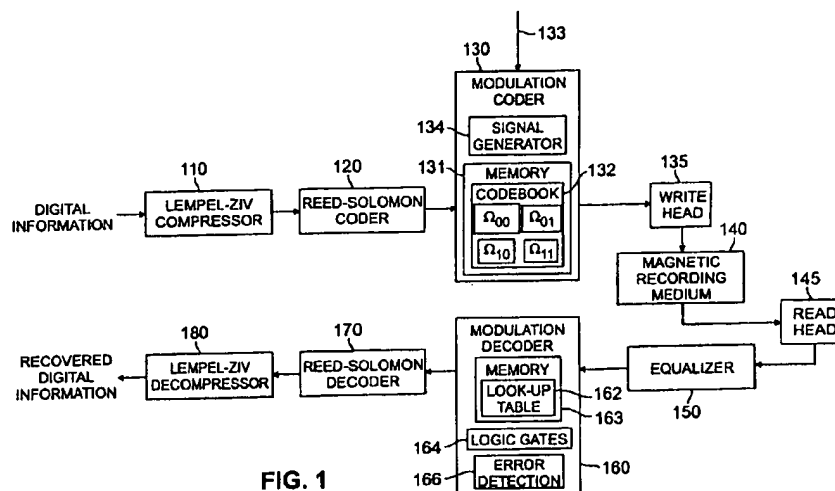 133
130
MODULATION
CODER
134
SIGNAL
GENERATOR
131
MEMORY
132
CODEBOOK
Ω00 Ω01
Ω10 Ω11
110
LEMPEL-ZIV
COMPRESSOR
120
REED-SOLOMON
CODER
DIGITAL
INFORMATION
135
WRITE
HEAD
140
MAGNETIC
RECORDING
MEDIUM
145
READ
HEAD
EQUALIZER
150
MODULATION
DECODER
MEMORY
LOOK-UP
TABLE
162
163
164
LOGIC GATES
166
ERROR
DETECTION
160
170
REED-SOLOMON
DECODER
180
LEMPEL-ZIV
DECOMPRESSOR
RECOVERED
DIGITAL
INFORMATION
FIG. 1